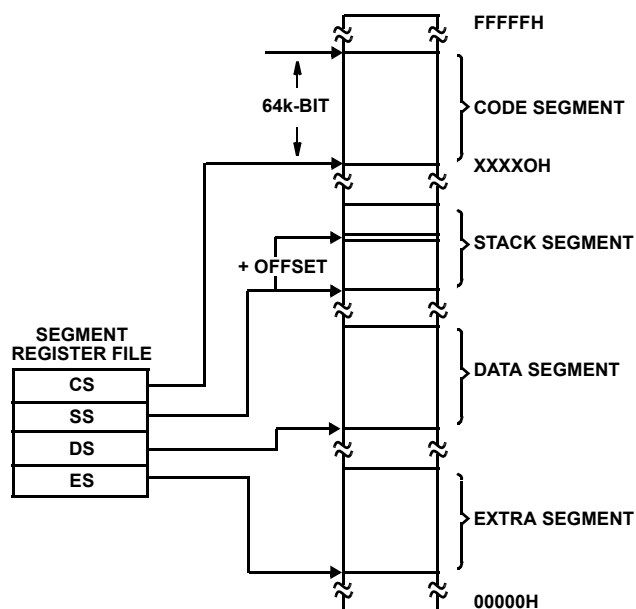 FFFFFH
64k-BIT
CODE SEGMENT
XXXXOH
STACK SEGMENT
+ OFFSET
SEGMENT
REGISTER FILE
CS
SS
DS
ES
DATA SEGMENT
EXTRA SEGMENT
00000H